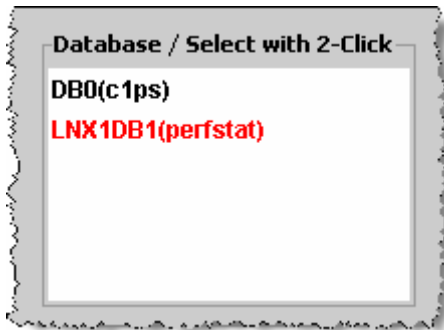 Database / Select with 2-Click
DB0(c1ps)
LNX1DB1(perfstat)